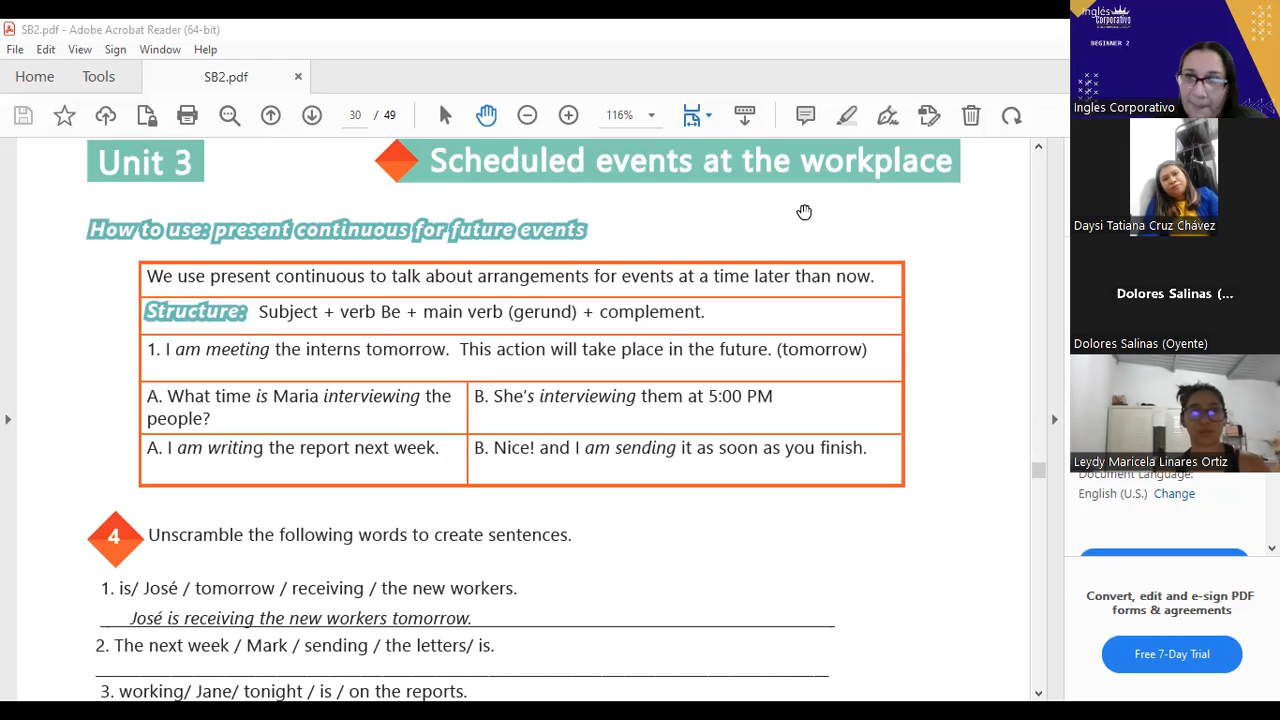 SB2.pdf - Adobe Acrobat Reader (64-bit)
File Edit View Sign Window Help
Home Tools SB2.pdf ×
30 / 49 116%
Unit 3 Scheduled events at the workplace
How to use: present continuous for future events
We use present continuous to talk about arrangements for events at a time later than now.
Structure: Subject + verb Be + main verb (gerund) + complement.
1. I am meeting the interns tomorrow. This action will take place in the future. (tomorrow)
A. What time is Maria interviewing the people?
B. She's interviewing them at 5:00 PM
A. I am writing the report next week.
B. Nice! and I am sending it as soon as you finish.
4 Unscramble the following words to create sentences.
1. is/ José / tomorrow / receiving / the new workers.
José is receiving the new workers tomorrow.
2. The next week / Mark / sending / the letters/ is.
3. working/ Jane/ tonight / is / on the reports.
Inglés
Corporativo
BEGINNER 2
Ingles Corporativo
Daysi Tatiana Cruz Chávez
Dolores Salinas (...
Dolores Salinas (Oyente)
Leydy Maricela Linares Ortiz
Document Language:
English (U.S.) Change
Convert, edit and e-sign PDF
forms & agreements
Free 7-Day Trial